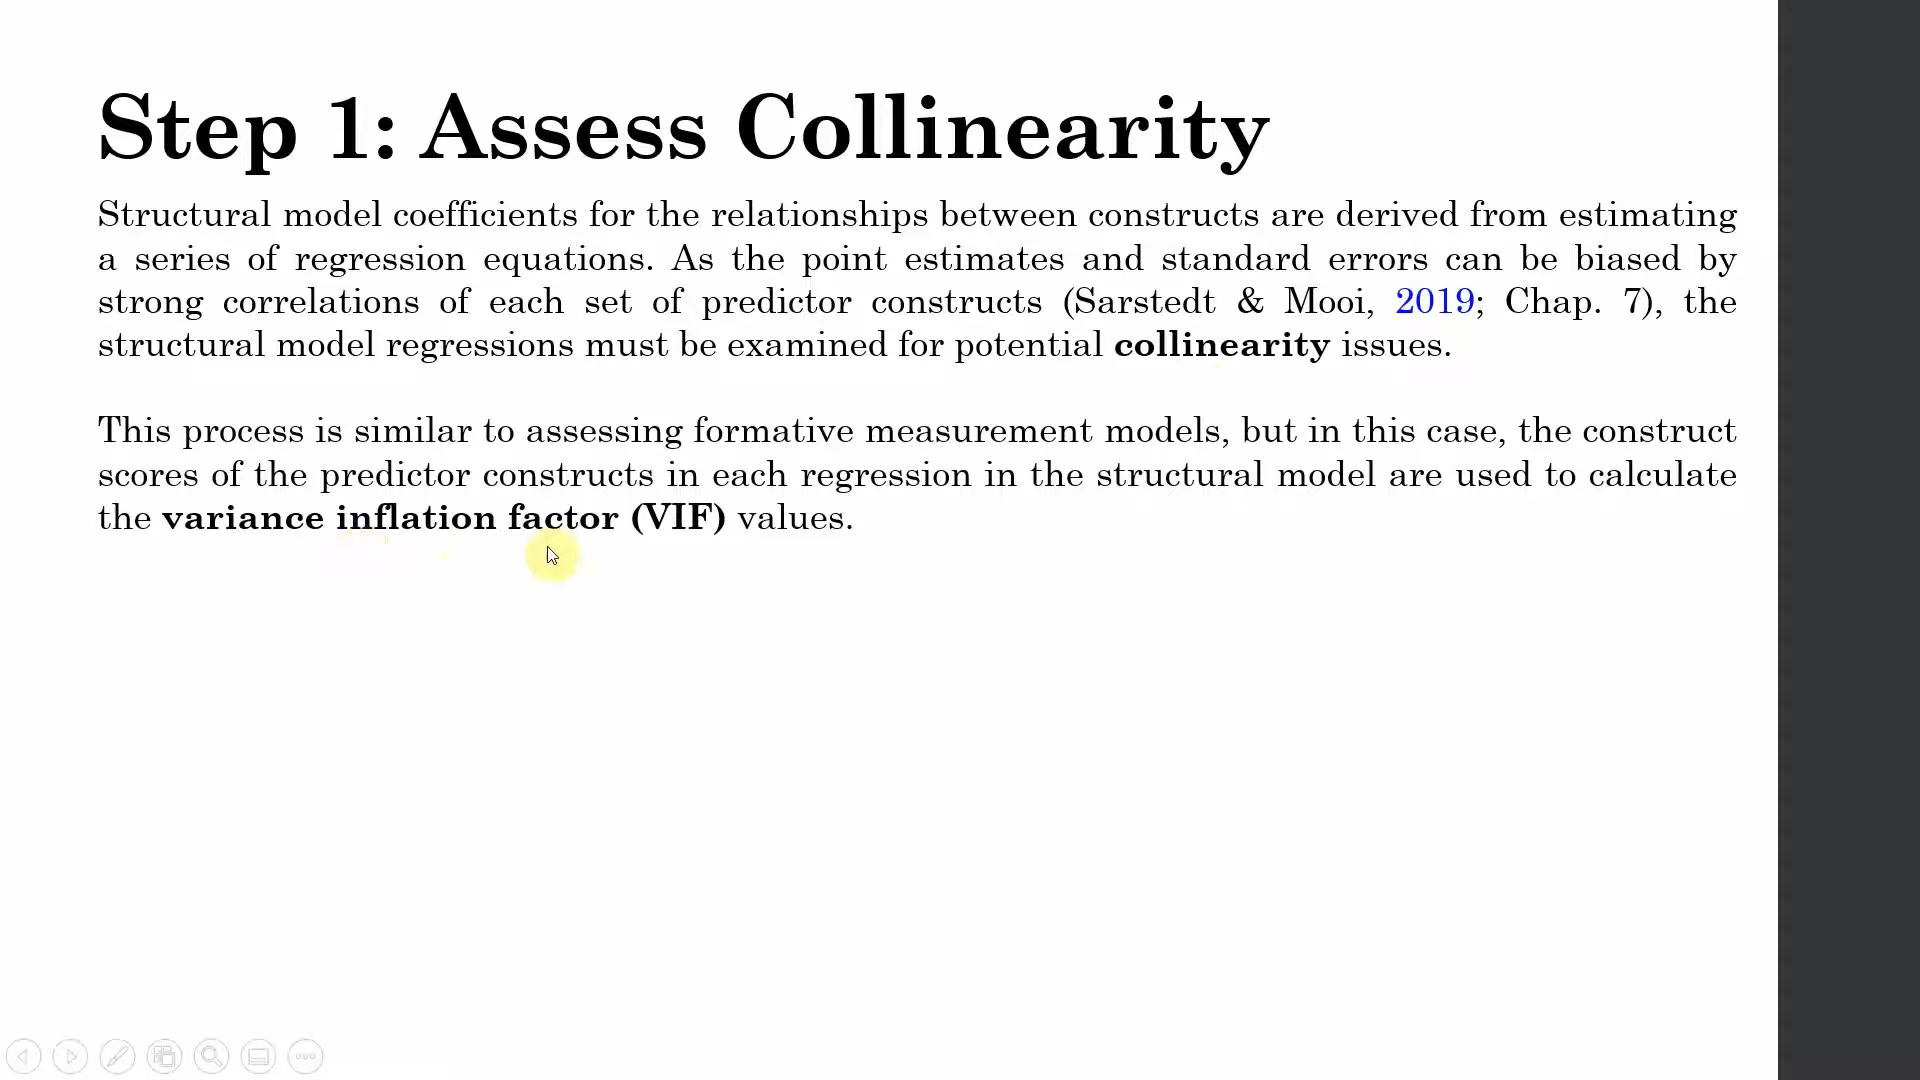 Step 1: Assess Collinearity
Structural model coefficients for the relationships between constructs are derived from estimating
a series of regression equations. As the point estimates and standard errors can be biased by
strong correlations of each set of predictor constructs (Sarstedt & Mooi, 2019; Chap. 7), the
structural model regressions must be examined for potential collinearity issues.
This process is similar to assessing formative measurement models, but in this case, the construct
scores of the predictor constructs in each regression in the structural model are used to calculate
the variance inflation factor (VIF) values.